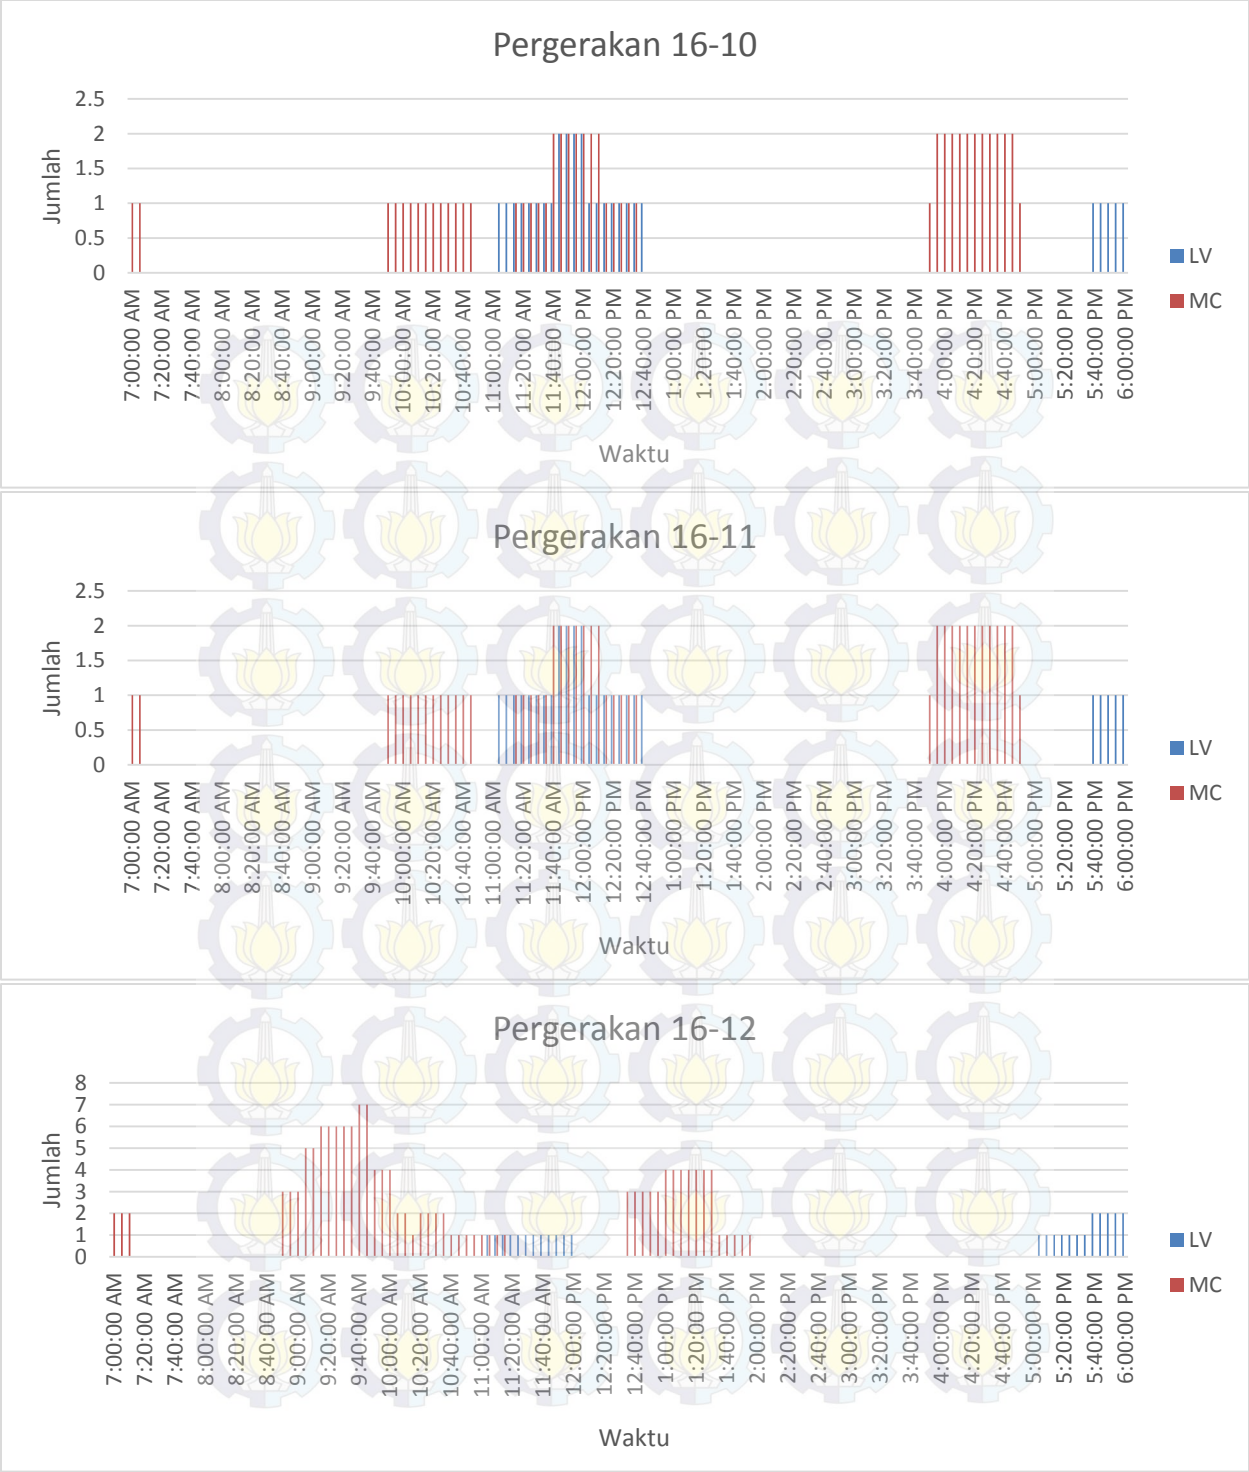 Pergerakan 16-10
2.5
2
1.5
1
0.5
0
Jumlah
7:00:00 AM
7:20:00 AM
7:40:00 AM
8:00:00 AM
8:20:00 AM
8:40:00 AM
9:00:00 AM
9:20:00 AM
9:40:00 AM
10:00:00 AM
10:20:00 AM
10:40:00 AM
11:00:00 AM
11:20:00 AM
11:40:00 AM
12:00:00 PM
12:20:00 PM
12:40:00 PM
1:00:00 PM
1:20:00 PM
1:40:00 PM
2:00:00 PM
2:20:00 PM
2:40:00 PM
3:00:00 PM
3:20:00 PM
3:40:00 PM
4:00:00 PM
4:20:00 PM
4:40:00 PM
5:00:00 PM
5:20:00 PM
5:40:00 PM
6:00:00 PM
Waktu
LV
MC
Pergerakan 16-11
2.5
2
1.5
1
0.5
0
Jumlah
7:00:00 AM
7:20:00 AM
7:40:00 AM
8:00:00 AM
8:20:00 AM
8:40:00 AM
9:00:00 AM
9:20:00 AM
9:40:00 AM
10:00:00 AM
10:20:00 AM
10:40:00 AM
11:00:00 AM
11:20:00 AM
11:40:00 AM
12:00:00 PM
12:20:00 PM
12:40:00 PM
1:00:00 PM
1:20:00 PM
1:40:00 PM
2:00:00 PM
2:20:00 PM
2:40:00 PM
3:00:00 PM
3:20:00 PM
3:40:00 PM
4:00:00 PM
4:20:00 PM
4:40:00 PM
5:00:00 PM
5:20:00 PM
5:40:00 PM
6:00:00 PM
Waktu
LV
MC
Pergerakan 16-12
8
7
6
5
4
3
2
1
0
Jumlah
7:00:00 AM
7:20:00 AM
7:40:00 AM
8:00:00 AM
8:20:00 AM
8:40:00 AM
9:00:00 AM
9:20:00 AM
9:40:00 AM
10:00:00 AM
10:20:00 AM
10:40:00 AM
11:00:00 AM
11:20:00 AM
11:40:00 AM
12:00:00 PM
12:20:00 PM
12:40:00 PM
1:00:00 PM
1:20:00 PM
1:40:00 PM
2:00:00 PM
2:20:00 PM
2:40:00 PM
3:00:00 PM
3:20:00 PM
3:40:00 PM
4:00:00 PM
4:20:00 PM
4:40:00 PM
5:00:00 PM
5:20:00 PM
5:40:00 PM
6:00:00 PM
Waktu
LV
MC